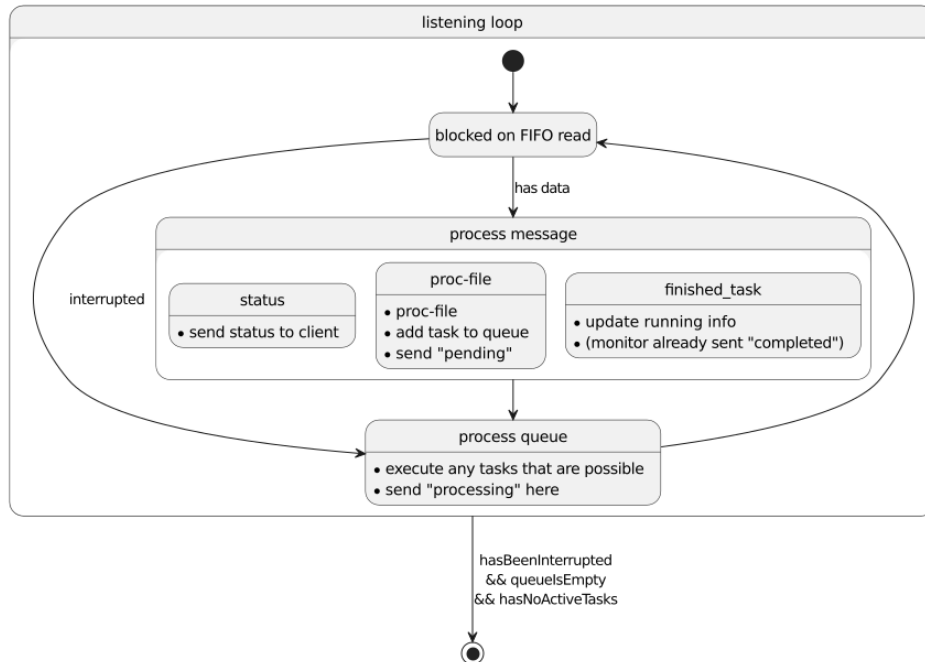 listening loop
blocked on FIFO read
has data
interrupted
process message
status
• send status to client
proc-file
• proc-file
• add task to queue
• send "pending"
finished_task
• update running info
• (monitor already sent "completed")
process queue
• execute any tasks that are possible
• send "processing" here
hasBeenInterrupted
&& queueIsEmpty
&& hasNoActiveTasks